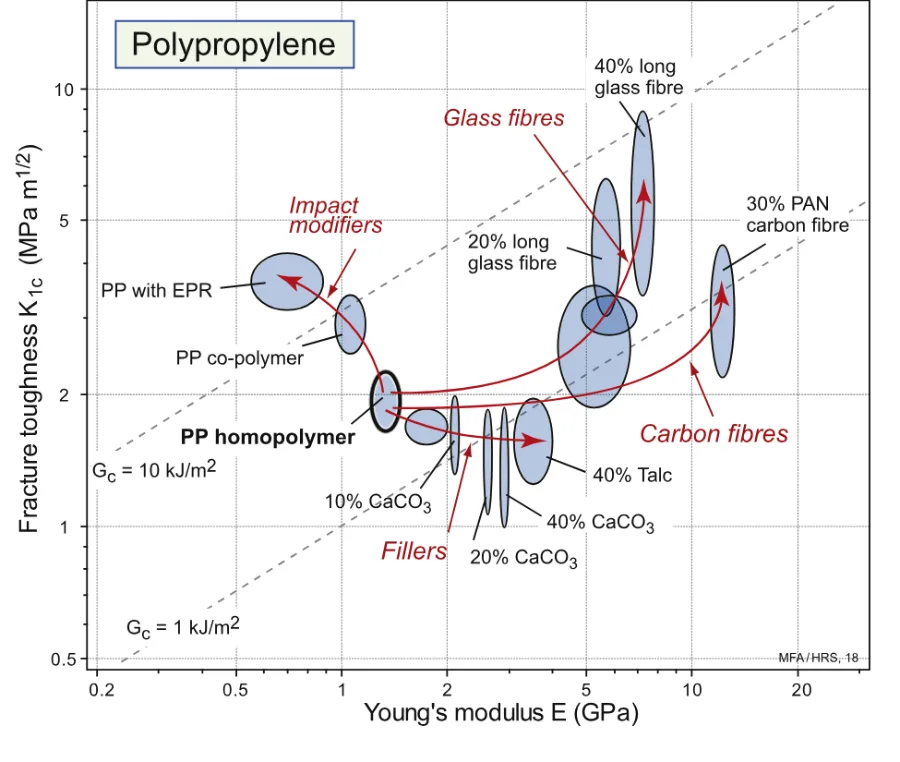 Polypropylene
40% long
glass fibre
10
Glass fibres
Impact
modifiers
30% PAN
carbon fibre
5
20% long
glass fibre
PP with EPR
PP co-polymer
2
PP homopolymer
Carbon fibres
Gc = 10 kJ/m2
40% Talc
10% CaCO3
40% CaCO3
1
Fillers
20% CaCO3
Gc = 1 kJ/m2
0.5
MFA/HRS, 18
0.2 0.5 1 2 5 10 20
Young's modulus E (GPa)
Fracture toughness K1c (MPa m1/2)